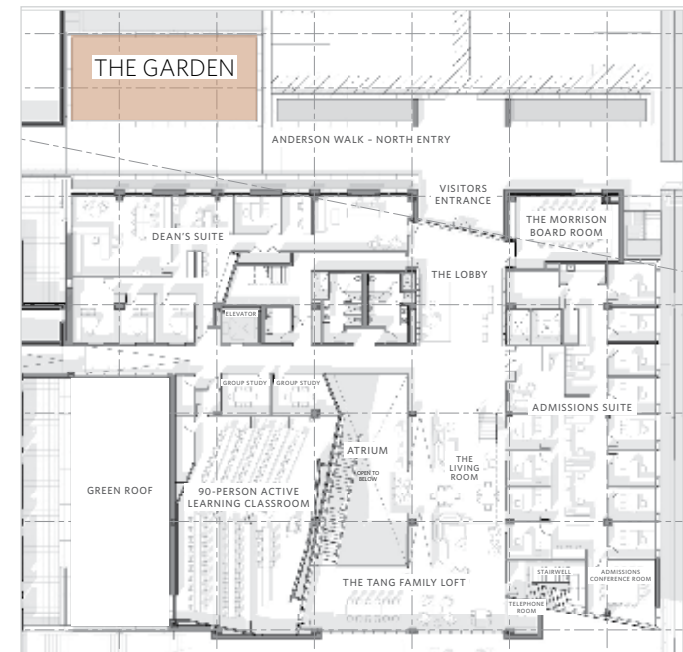 THE GARDEN
ANDERSON WALK – NORTH ENTRY
VISITORS
ENTRANCE
THE MORRISON
BOARD ROOM
DEAN'S SUITE
THE LOBBY
ELEVATOR
GROUP STUDY
GROUP STUDY
ADMISSIONS SUITE
ATRIUM
OPEN TO
BELOW
THE
LIVING
ROOM
GREEN ROOF
90-PERSON ACTIVE
LEARNING CLASSROOM
THE TANG FAMILY LOFT
STAIRWELL
ADMISSIONS
CONFERENCE ROOM
TELEPHONE
ROOM